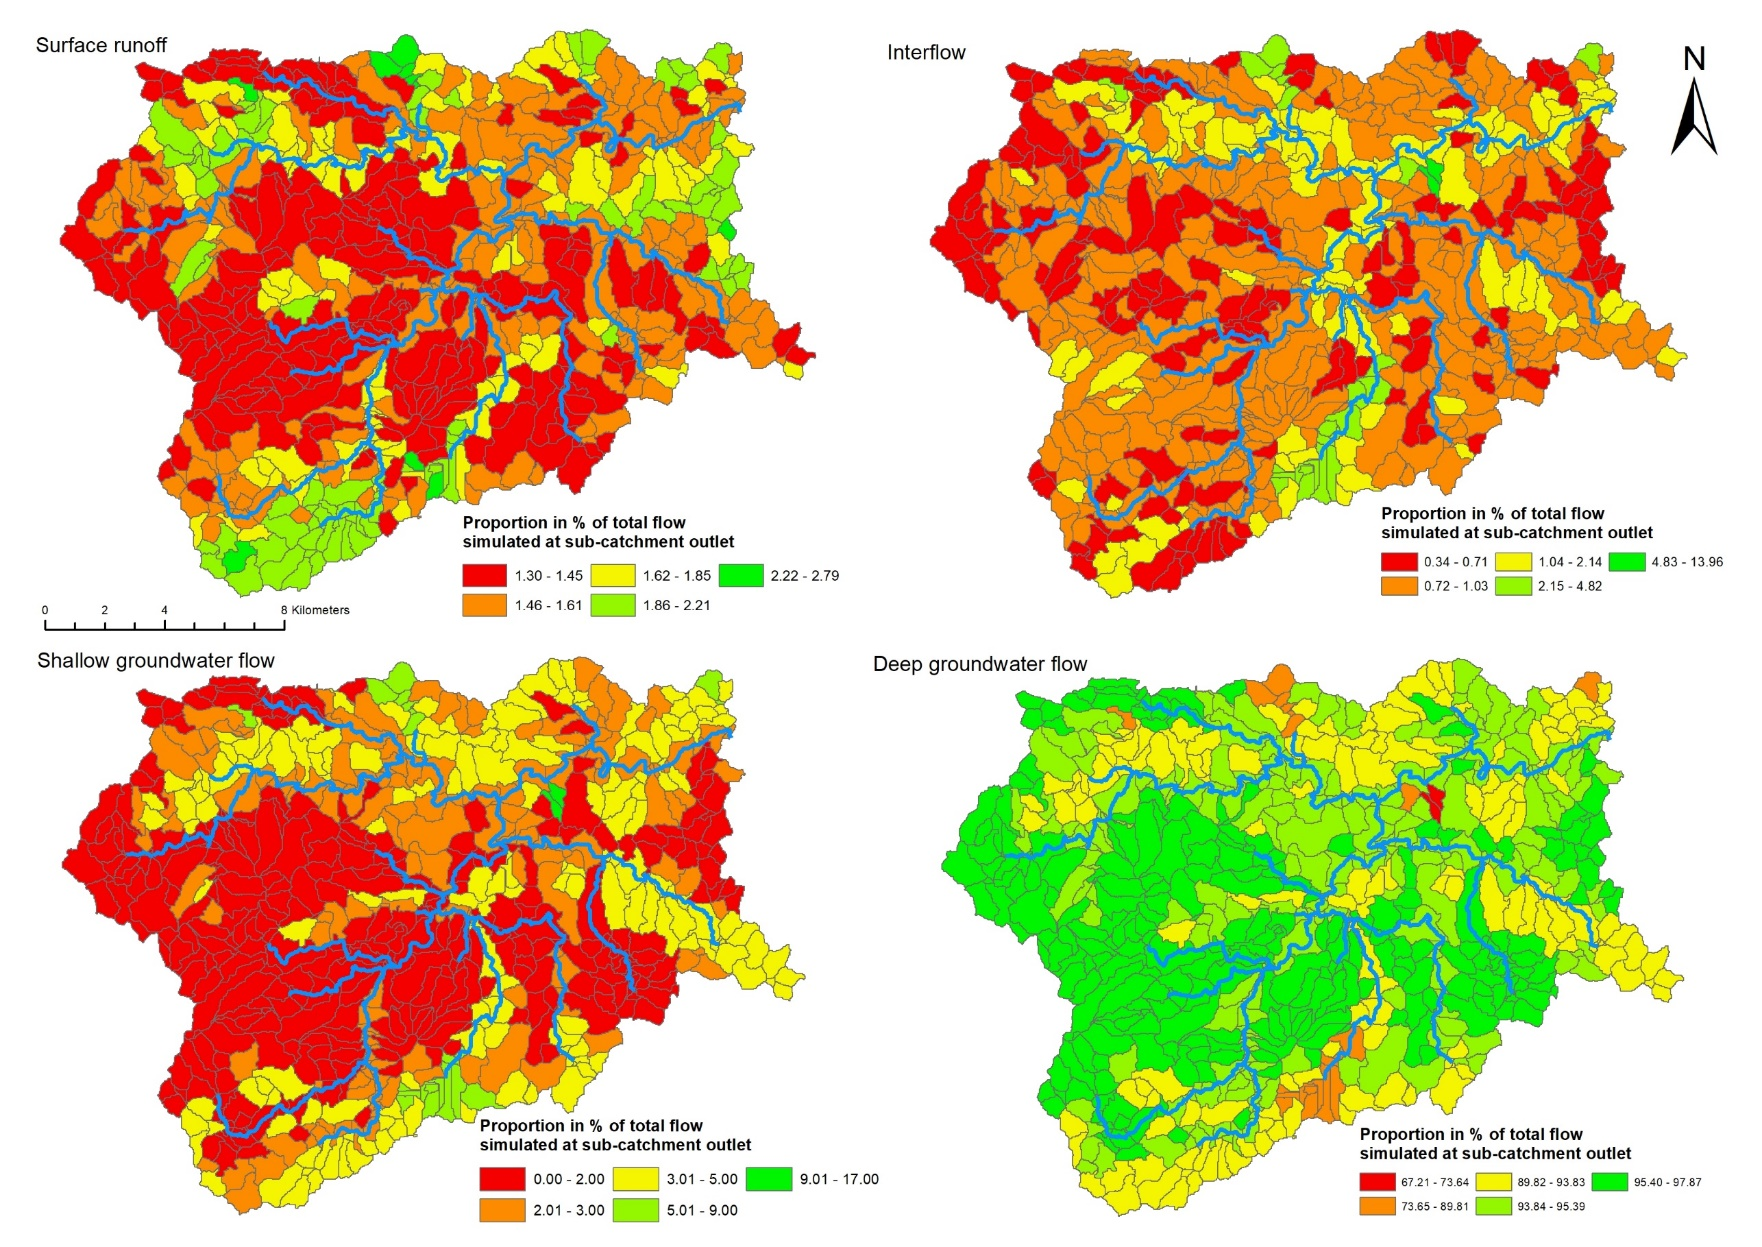 Surface runoff
Interflow
N
Proportion in % of total flow
simulated at sub-catchment outlet
1.30 - 1.45
1.62 - 1.85
2.22 - 2.79
1.46 - 1.61
1.86 - 2.21
Proportion in % of total flow
simulated at sub-catchment outlet
0.34 - 0.71
1.04 - 2.14
4.83 - 13.96
0.72 - 1.03
2.15 - 4.82
0 2 4 8 Kilometers
Shallow groundwater flow
Deep groundwater flow
Proportion in % of total flow
simulated at sub-catchment outlet
0.00 - 2.00
3.01 - 5.00
9.01 - 17.00
2.01 - 3.00
5.01 - 9.00
Proportion in % of total flow
simulated at sub-catchment outlet
67.21 - 73.64
89.82 - 93.83
95.40 - 97.87
73.65 - 89.81
93.84 - 95.39